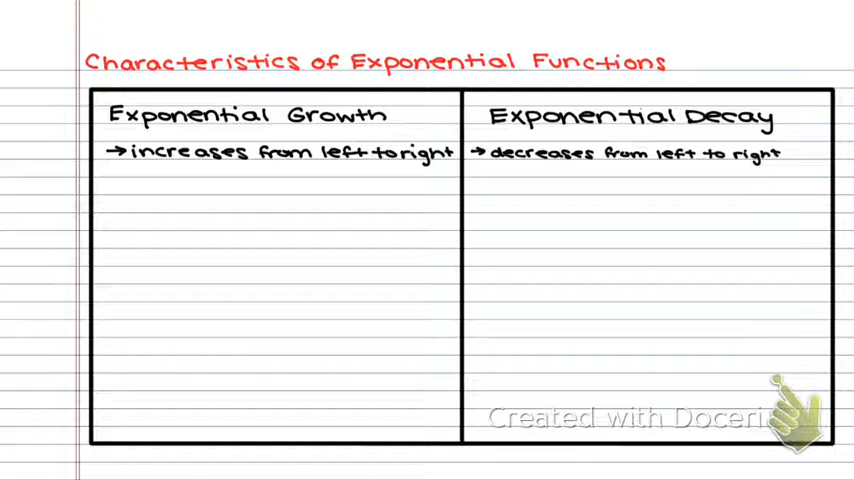 Characteristics of Exponential Functions
Exponential Growth
→increases from left to right
Exponential Decay
→decreases from left to right
Created with Doceri